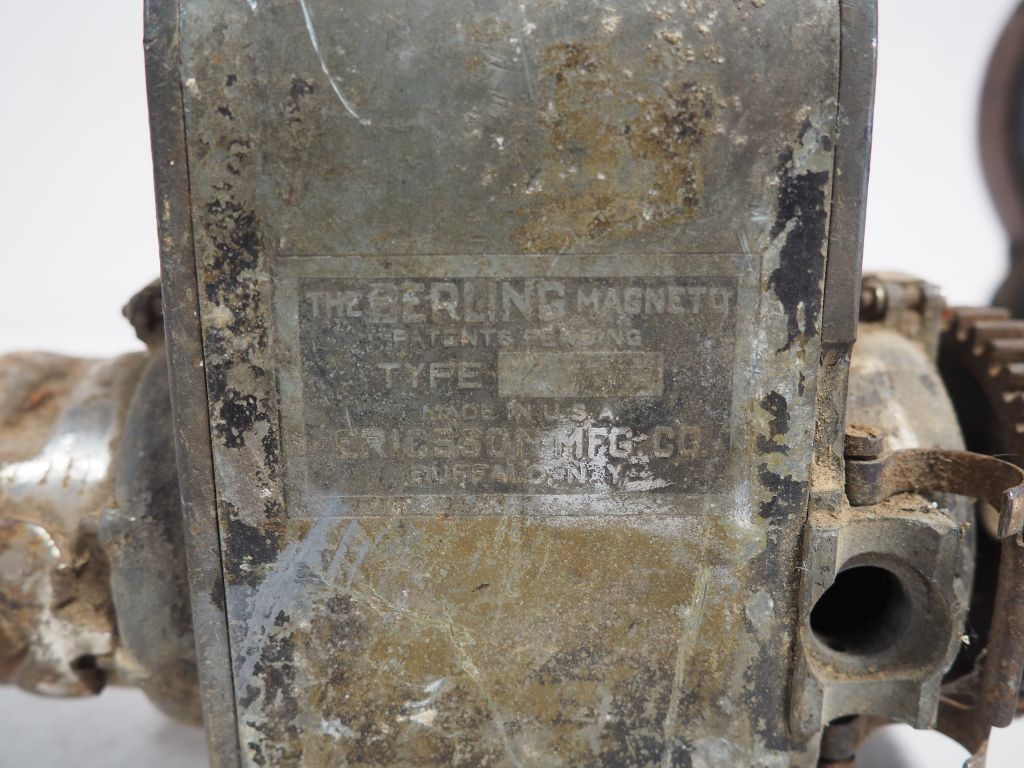 THE BERLING MAGNETO
PATENTS PENDING
TYPE
MADE IN U.S.A.
ERICSSON MFG. CO.
BUFFALO. N.Y.